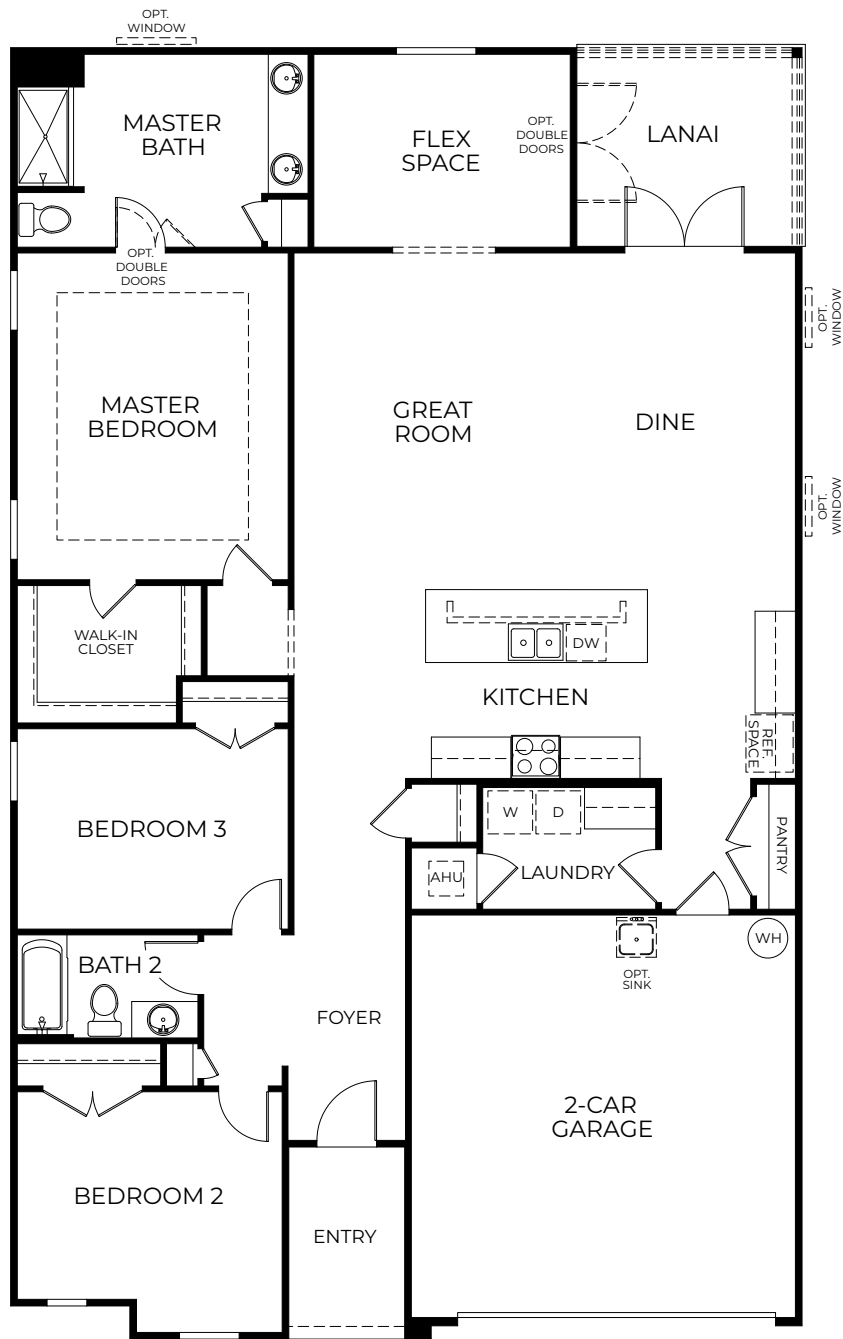 OPT.
WINDOW
MASTER
BATH
FLEX
SPACE
OPT.
DOUBLE
DOORS
LANAI
OPT.
DOUBLE
DOORS
OPT.
WINDOW
MASTER
BEDROOM
GREAT
ROOM
DINE
OPT.
WINDOW
WALK-IN
CLOSET
DW
KITCHEN
REF.
SPACE
BEDROOM 3
W
D
PANTRY
AHU
LAUNDRY
WH
BATH 2
OPT.
SINK
FOYER
2-CAR
GARAGE
BEDROOM 2
ENTRY